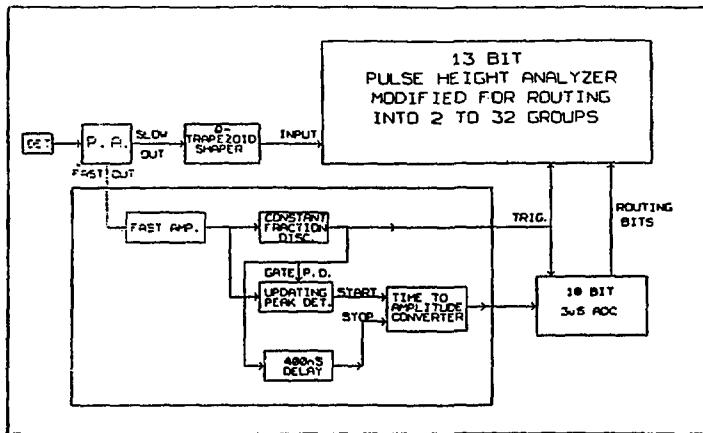 13 BIT
PULSE HEIGHT ANALYZER
MODIFIED FOR ROUTING
INTO 2 TO 32 GROUPS
DET
P. A.
SLOW
OUT
TRAPEZOID
SHAPER
INPUT
FAST OUT
FAST AMP.
CONSTANT
FRACTION
DISC.
TRIG.
ROUTING
BITS
GATE P.D.
UPDATING
PEAK DET.
START
STOP
TIME TO
AMPLITUDE
CONVERTER
10 BIT
3uS ADC
400nS
DELAY